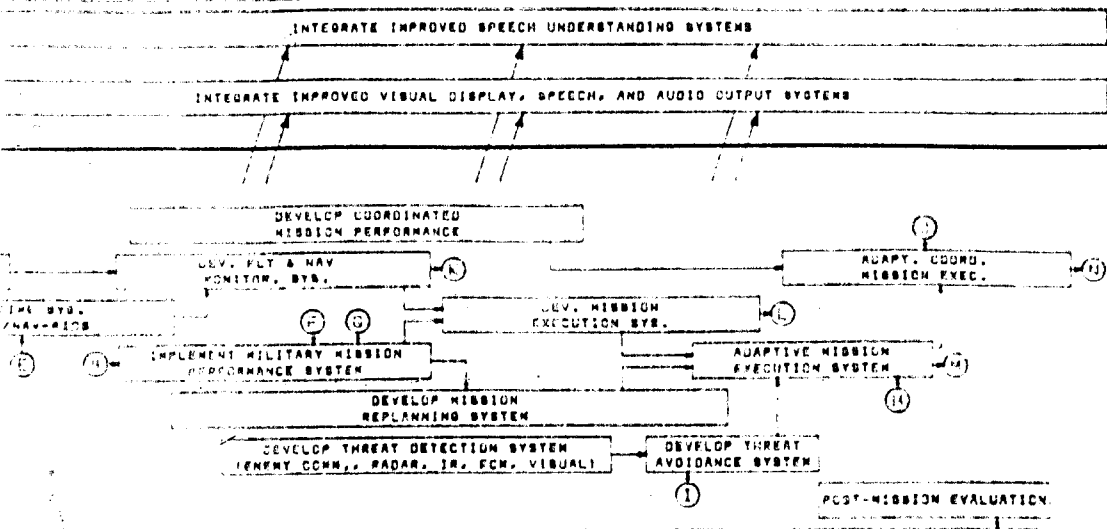 INTEGRATE IMPROVED SPEECH UNDERSTANDING SYSTEMS
INTEGRATE IMPROVED VISUAL DISPLAY, SPEECH, AND AUDIO OUTPUT SYSTEMS
DEVELOP COORDINATED
MISSION PERFORMANCE
J
DEV. FLT & NAV
MONITOR. SYS.
K
ADAPT. COORD.
MISSION EXEC.
N
SYS.
DEV. MISSION
EXECUTION SYS.
L
F
G
E
IMPLEMENT MILITARY MISSION
PERFORMANCE SYSTEM
ADAPTIVE MISSION
EXECUTION SYSTEM
M
H
DEVELOP MISSION
REPLANNING SYSTEM
DEVELOP THREAT DETECTION SYSTEM
(ENEMY COMM., RADAR, IR, ECM, VISUAL)
DEVELOP THREAT
AVOIDANCE SYSTEM
I
POST-MISSION EVALUATION